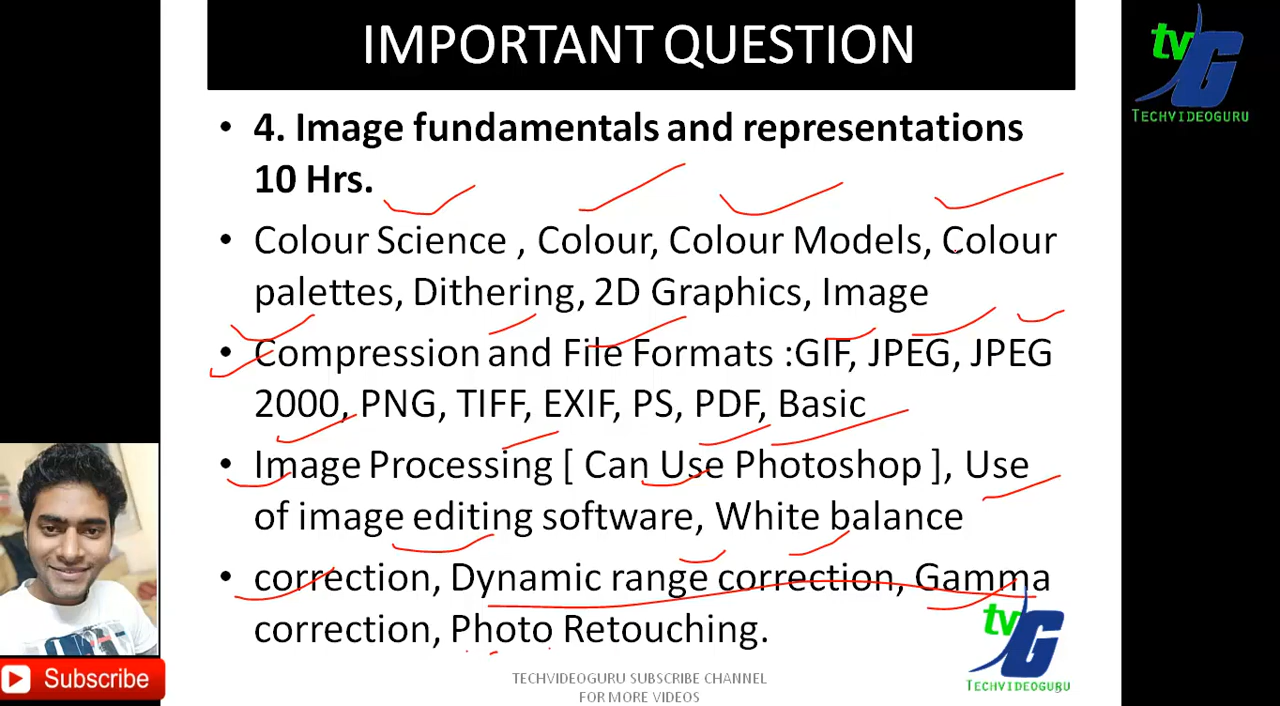 IMPORTANT QUESTION
tvG
TECHVIDEOGURU
• 4. Image fundamentals and representations
10 Hrs.
• Colour Science , Colour, Colour Models, Colour
palettes, Dithering, 2D Graphics, Image
• Compression and File Formats :GIF, JPEG, JPEG
2000, PNG, TIFF, EXIF, PS, PDF, Basic
• Image Processing [ Can Use Photoshop ], Use
of image editing software, White balance
• correction, Dynamic range correction, Gamma
correction, Photo Retouching.
tvG
TECHVIDEOGURU
Subscribe
TECHVIDEOGURU SUBSCRIBE CHANNEL
FOR MORE VIDEOS